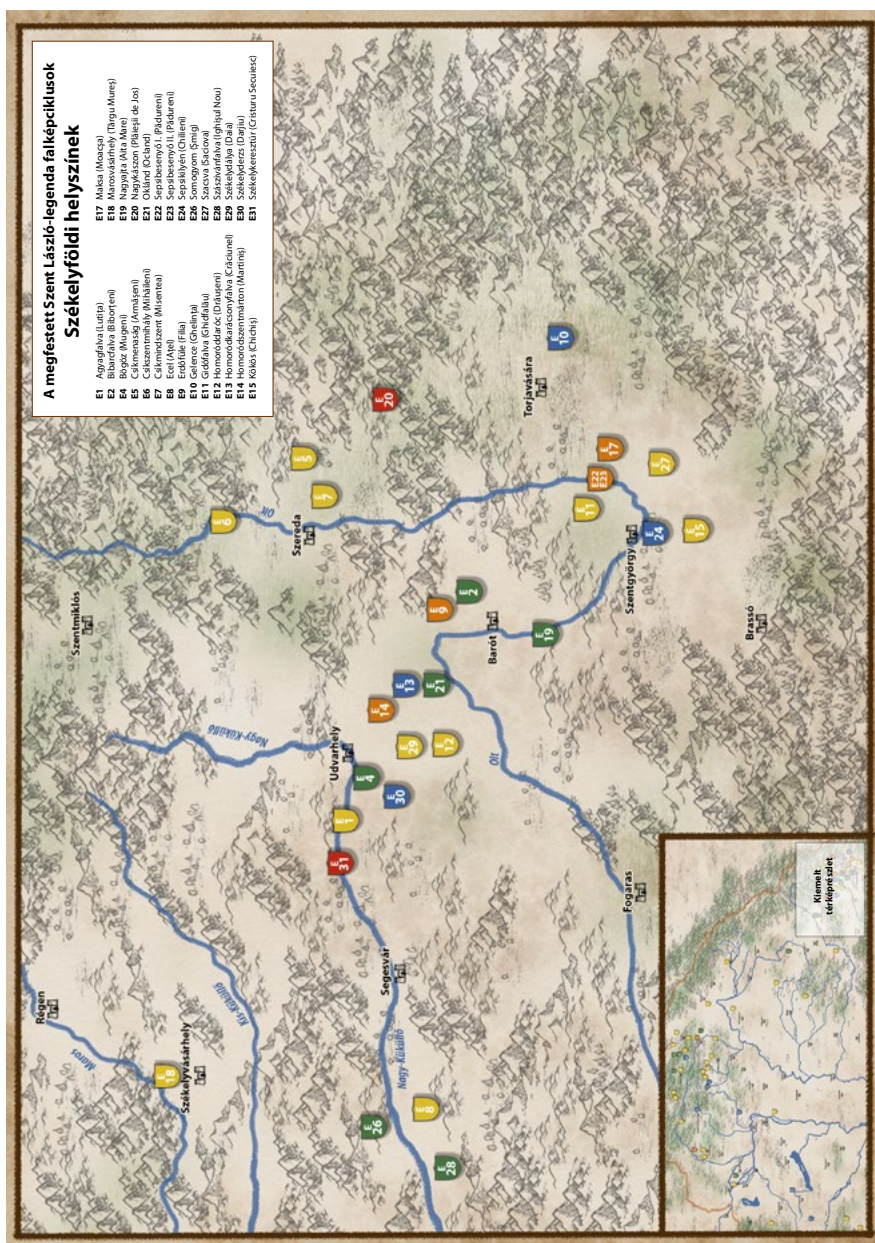 A megfestett Szent László-legenda falképciklusok
Székelyföldi helyszínek
E1 Agyagfalva (Lutița)
E2 Bibarcfalva (Biborțeni)
E4 Bögöz (Mugeni)
E5 Csíkmenaság (Armășeni)
E6 Csíkszentmihály (Mihăileni)
E7 Csíkmindszent (Misentea)
E8 Ecel (Ațel)
E9 Erdőfüle (Filia)
E10 Gelence (Ghelința)
E11 Gidófalva (Ghidfalău)
E12 Homoróddaróc (Drăușeni)
E13 Homoródkarácsonyfalva (Crăciunel)
E14 Homoródszentmárton (Martiniș)
E15 Kökös (Chichiș)
E17 Maksa (Moacșa)
E18 Marosvásárhely (Târgu Mureș)
E19 Nagyajta (Aita Mare)
E20 Nagykászon (Plăieșii de Jos)
E21 Oklánd (Ocland)
E22 Sepsibesenyő I. (Pădureni)
E23 Sepsibesenyő II. (Pădureni)
E24 Sepsikilyén (Chilieni)
E26 Somogyom (Șmig)
E27 Szacsva (Saciova)
E28 Szászivánfalva (Ighișul Nou)
E29 Székelydálya (Daia)
E30 Székelyderzs (Darjiu)
E31 Székelykeresztúr (Cristuru Secuiesc)
Régen
Maros
E 18
Székelyvásárhely
Kis-Küküllő
Szentmiklós
Nagy-Küküllő
Udvarhely
E 6
Olt
Szereda
E 5
E 7
E 20
E 31
E 1
E 4
E 30
E 14
E 13
E 29
E 12
E 21
E 9
E 2
Segesvár
Nagy-Küküllő
E 26
E 8
E 28
Barót
E 19
Olt
Torjavására
E 10
E 11
E22
E23
E 17
E 27
Szentgyörgy
E 24
E 15
Fogaras
Brassó
Kiemelt
térképrészlet